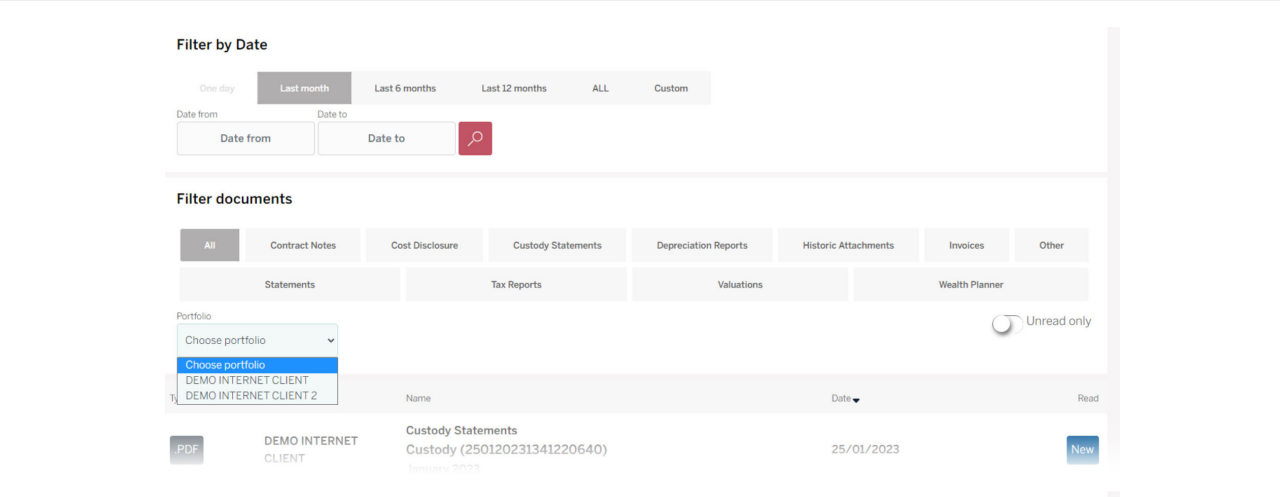 Filter by Date
One day Last month Last 6 months Last 12 months ALL Custom
Date from Date to
Date from Date to
Filter documents
All Contract Notes Cost Disclosure Custody Statements Depreciation Reports Historic Attachments Invoices Other
Statements Tax Reports Valuations Wealth Planner
Portfolio
Unread only
Choose portfolio
Choose portfolio
DEMO INTERNET CLIENT
DEMO INTERNET CLIENT 2
Name Date Read
Custody Statements
.PDF DEMO INTERNET Custody (250120231341220640) 25/01/2023 New
CLIENT January 2023